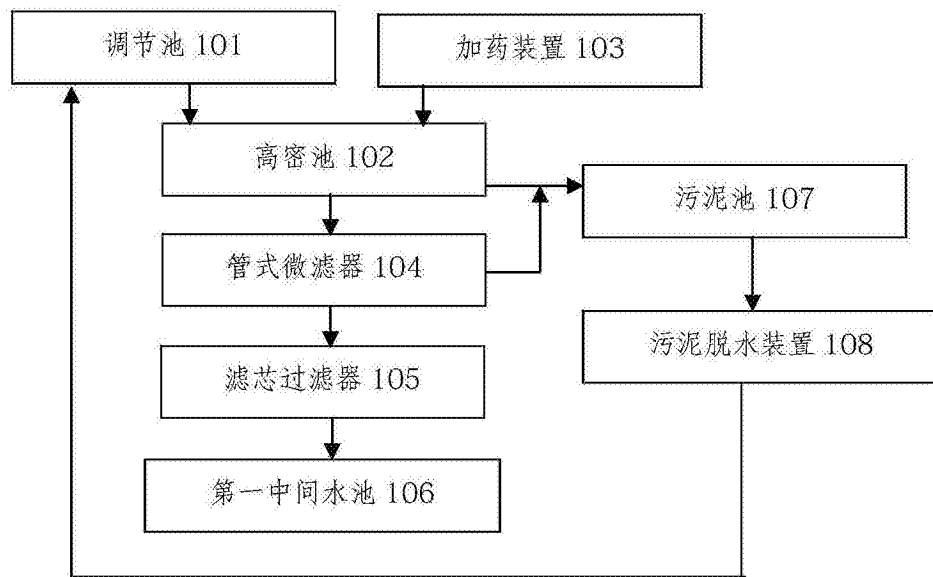 调节池 101
加药装置 103
高密池 102
污泥池 107
管式微滤器 104
污泥脱水装置 108
滤芯过滤器 105
第一中间水池 106